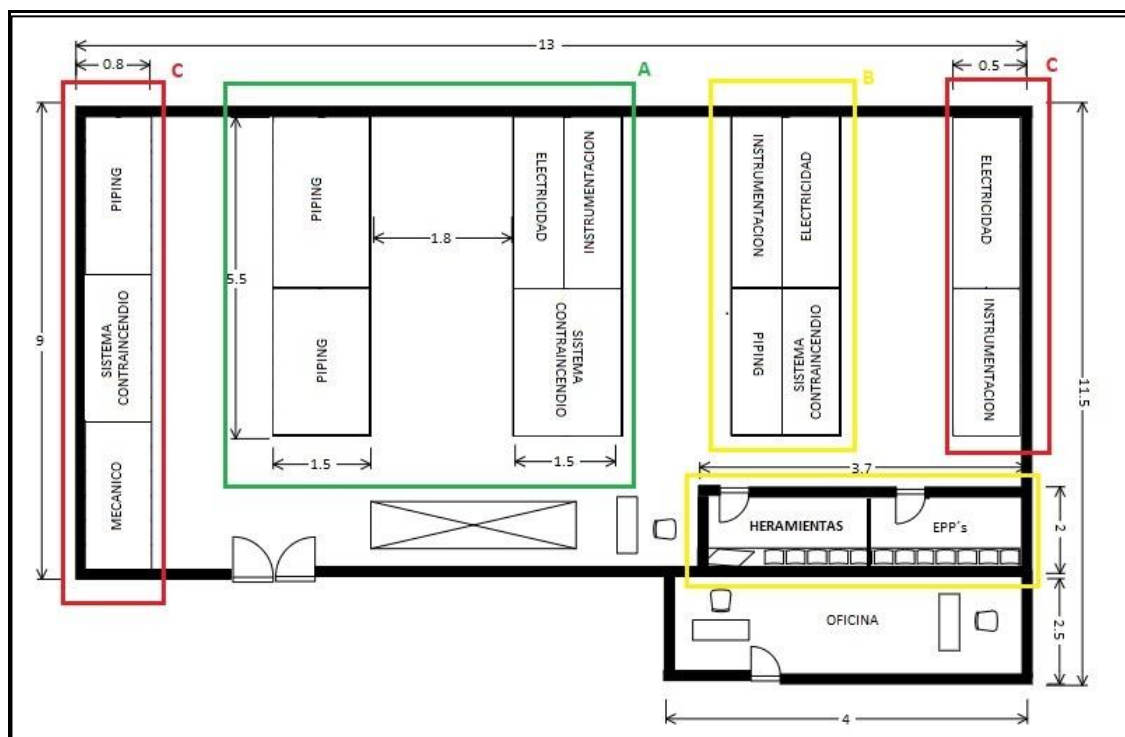 13
0.8
C
A
B
0.5
C
9
PIPING
SISTEMA
CONTRAINCENDIO
MECANICO
5.5
PIPING
PIPING
1.5
1.8
ELECTRICIDAD
INSTRUMENTACION
SISTEMA
CONTRAINCENDIO
1.5
INSTRUMENTACION
ELECTRICIDAD
PIPING
SISTEMA
CONTRAINCENDIO
ELECTRICIDAD
INSTRUMENTACION
11.5
3.7
HERAMIENTAS
EPP´s
2
OFICINA
2.5
4